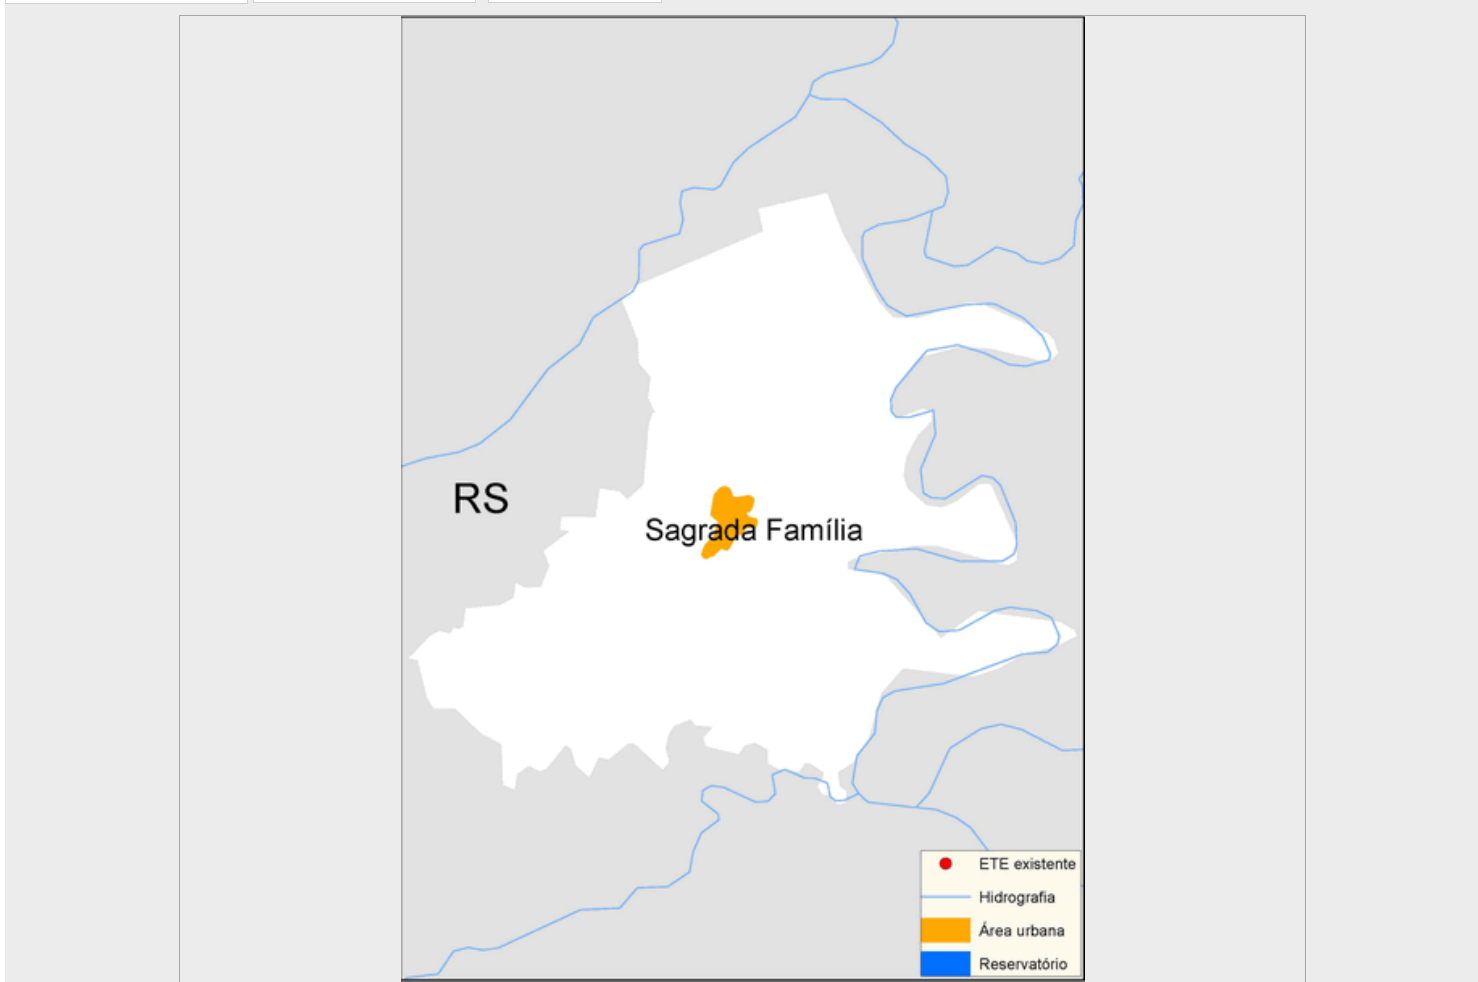 RS
Sagrada Família
ETE existente
Hidrografia
Área urbana
Reservatório